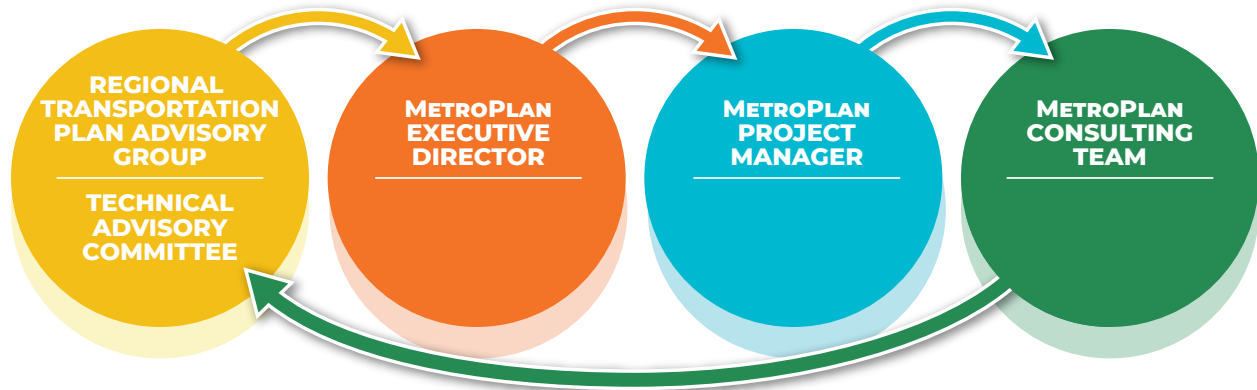 REGIONAL
TRANSPORTATION
PLAN ADVISORY
GROUP
TECHNICAL
ADVISORY
COMMITTEE
METROPLAN
EXECUTIVE
DIRECTOR
METROPLAN
PROJECT
MANAGER
METROPLAN
CONSULTING
TEAM